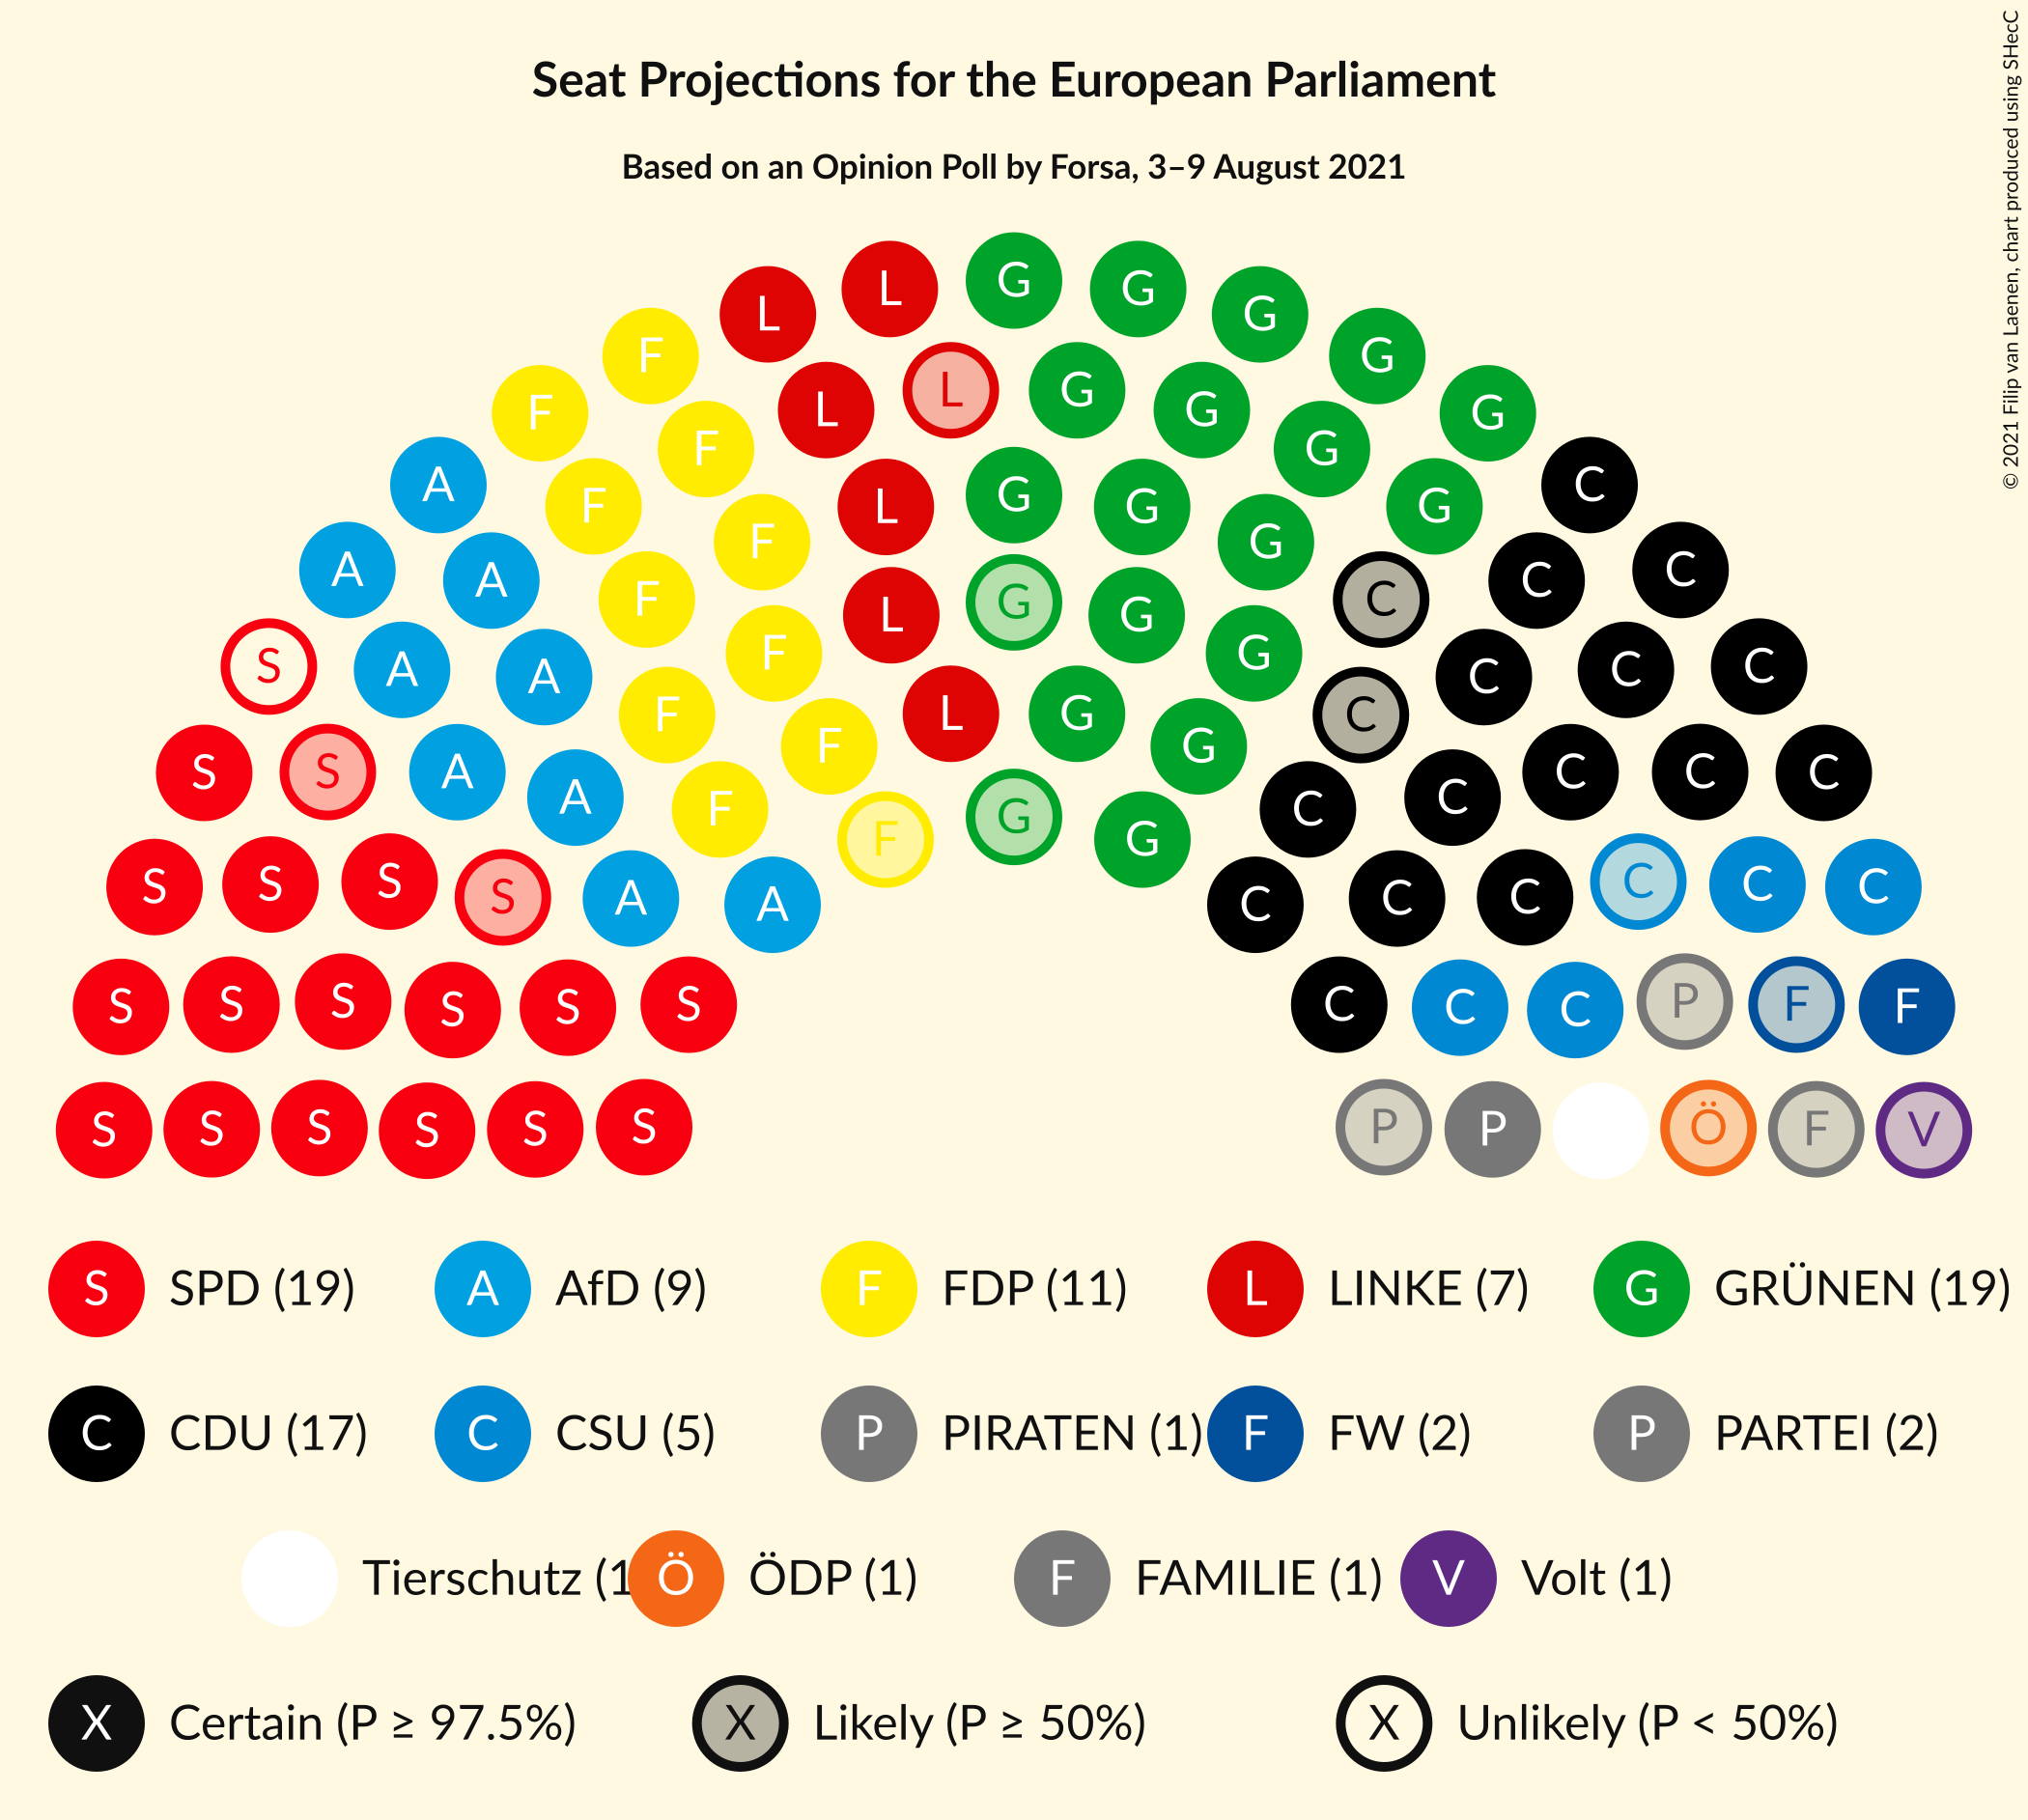 Seat Projections for the European Parliament
Based on an Opinion Poll by Forsa, 3–9 August 2021
© 2021 Filip van Laenen, chart produced using SHecC
L L G G G
F F L L G G G G
A F F L G G G G C
A A F F L G G G C C C
S A A F F L G G C C C C
S S A A F F F G G G C C C C C
S S S S A A C C C C C C
S S S S S S C C C P F F
S S S S S S P P Ö F V
S SPD (19) A AfD (9) F FDP (11) L LINKE (7) G GRÜNEN (19)
C CDU (17) C CSU (5) P PIRATEN (1) F FW (2) P PARTEI (2)
Tierschutz (1 Ö ÖDP (1) F FAMILIE (1) V Volt (1)
X Certain (P ≥ 97.5%) X Likely (P ≥ 50%) X Unlikely (P < 50%)